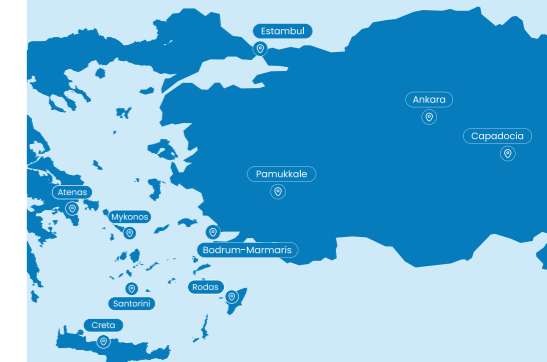 Estambul
Ankara
Capadocia
Pamukkale
Atenas
Mykonos
Bodrum-Marmaris
Rodas
Santorini
Creta